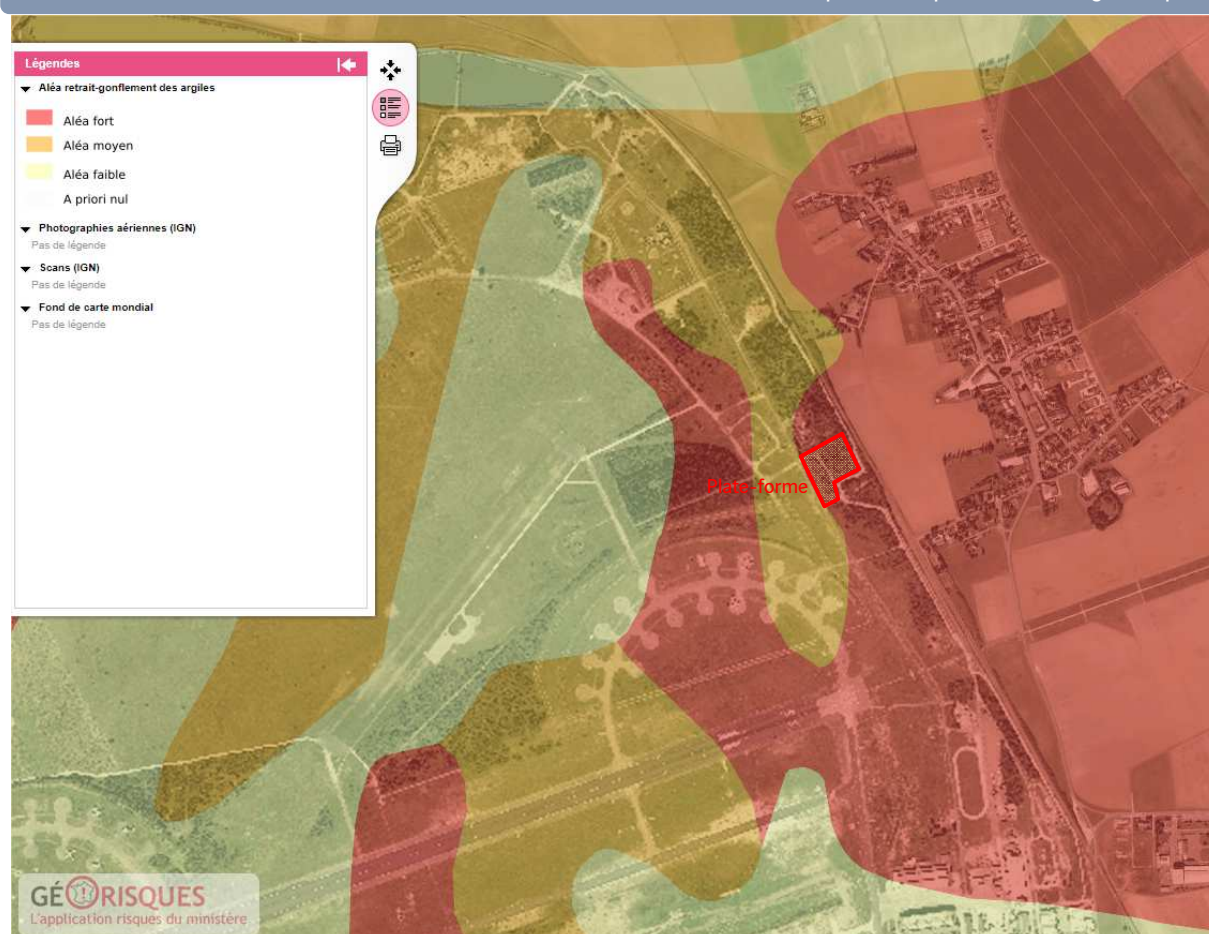 Légendes
Aléa retrait-gonflement des argiles
Aléa fort
Aléa moyen
Aléa faible
A priori nul
Photographies aériennes (IGN)
Pas de légende
Scans (IGN)
Pas de légende
Fond de carte mondial
Pas de légende
Plate-forme
GÉORISQUES
L'application risques du ministère